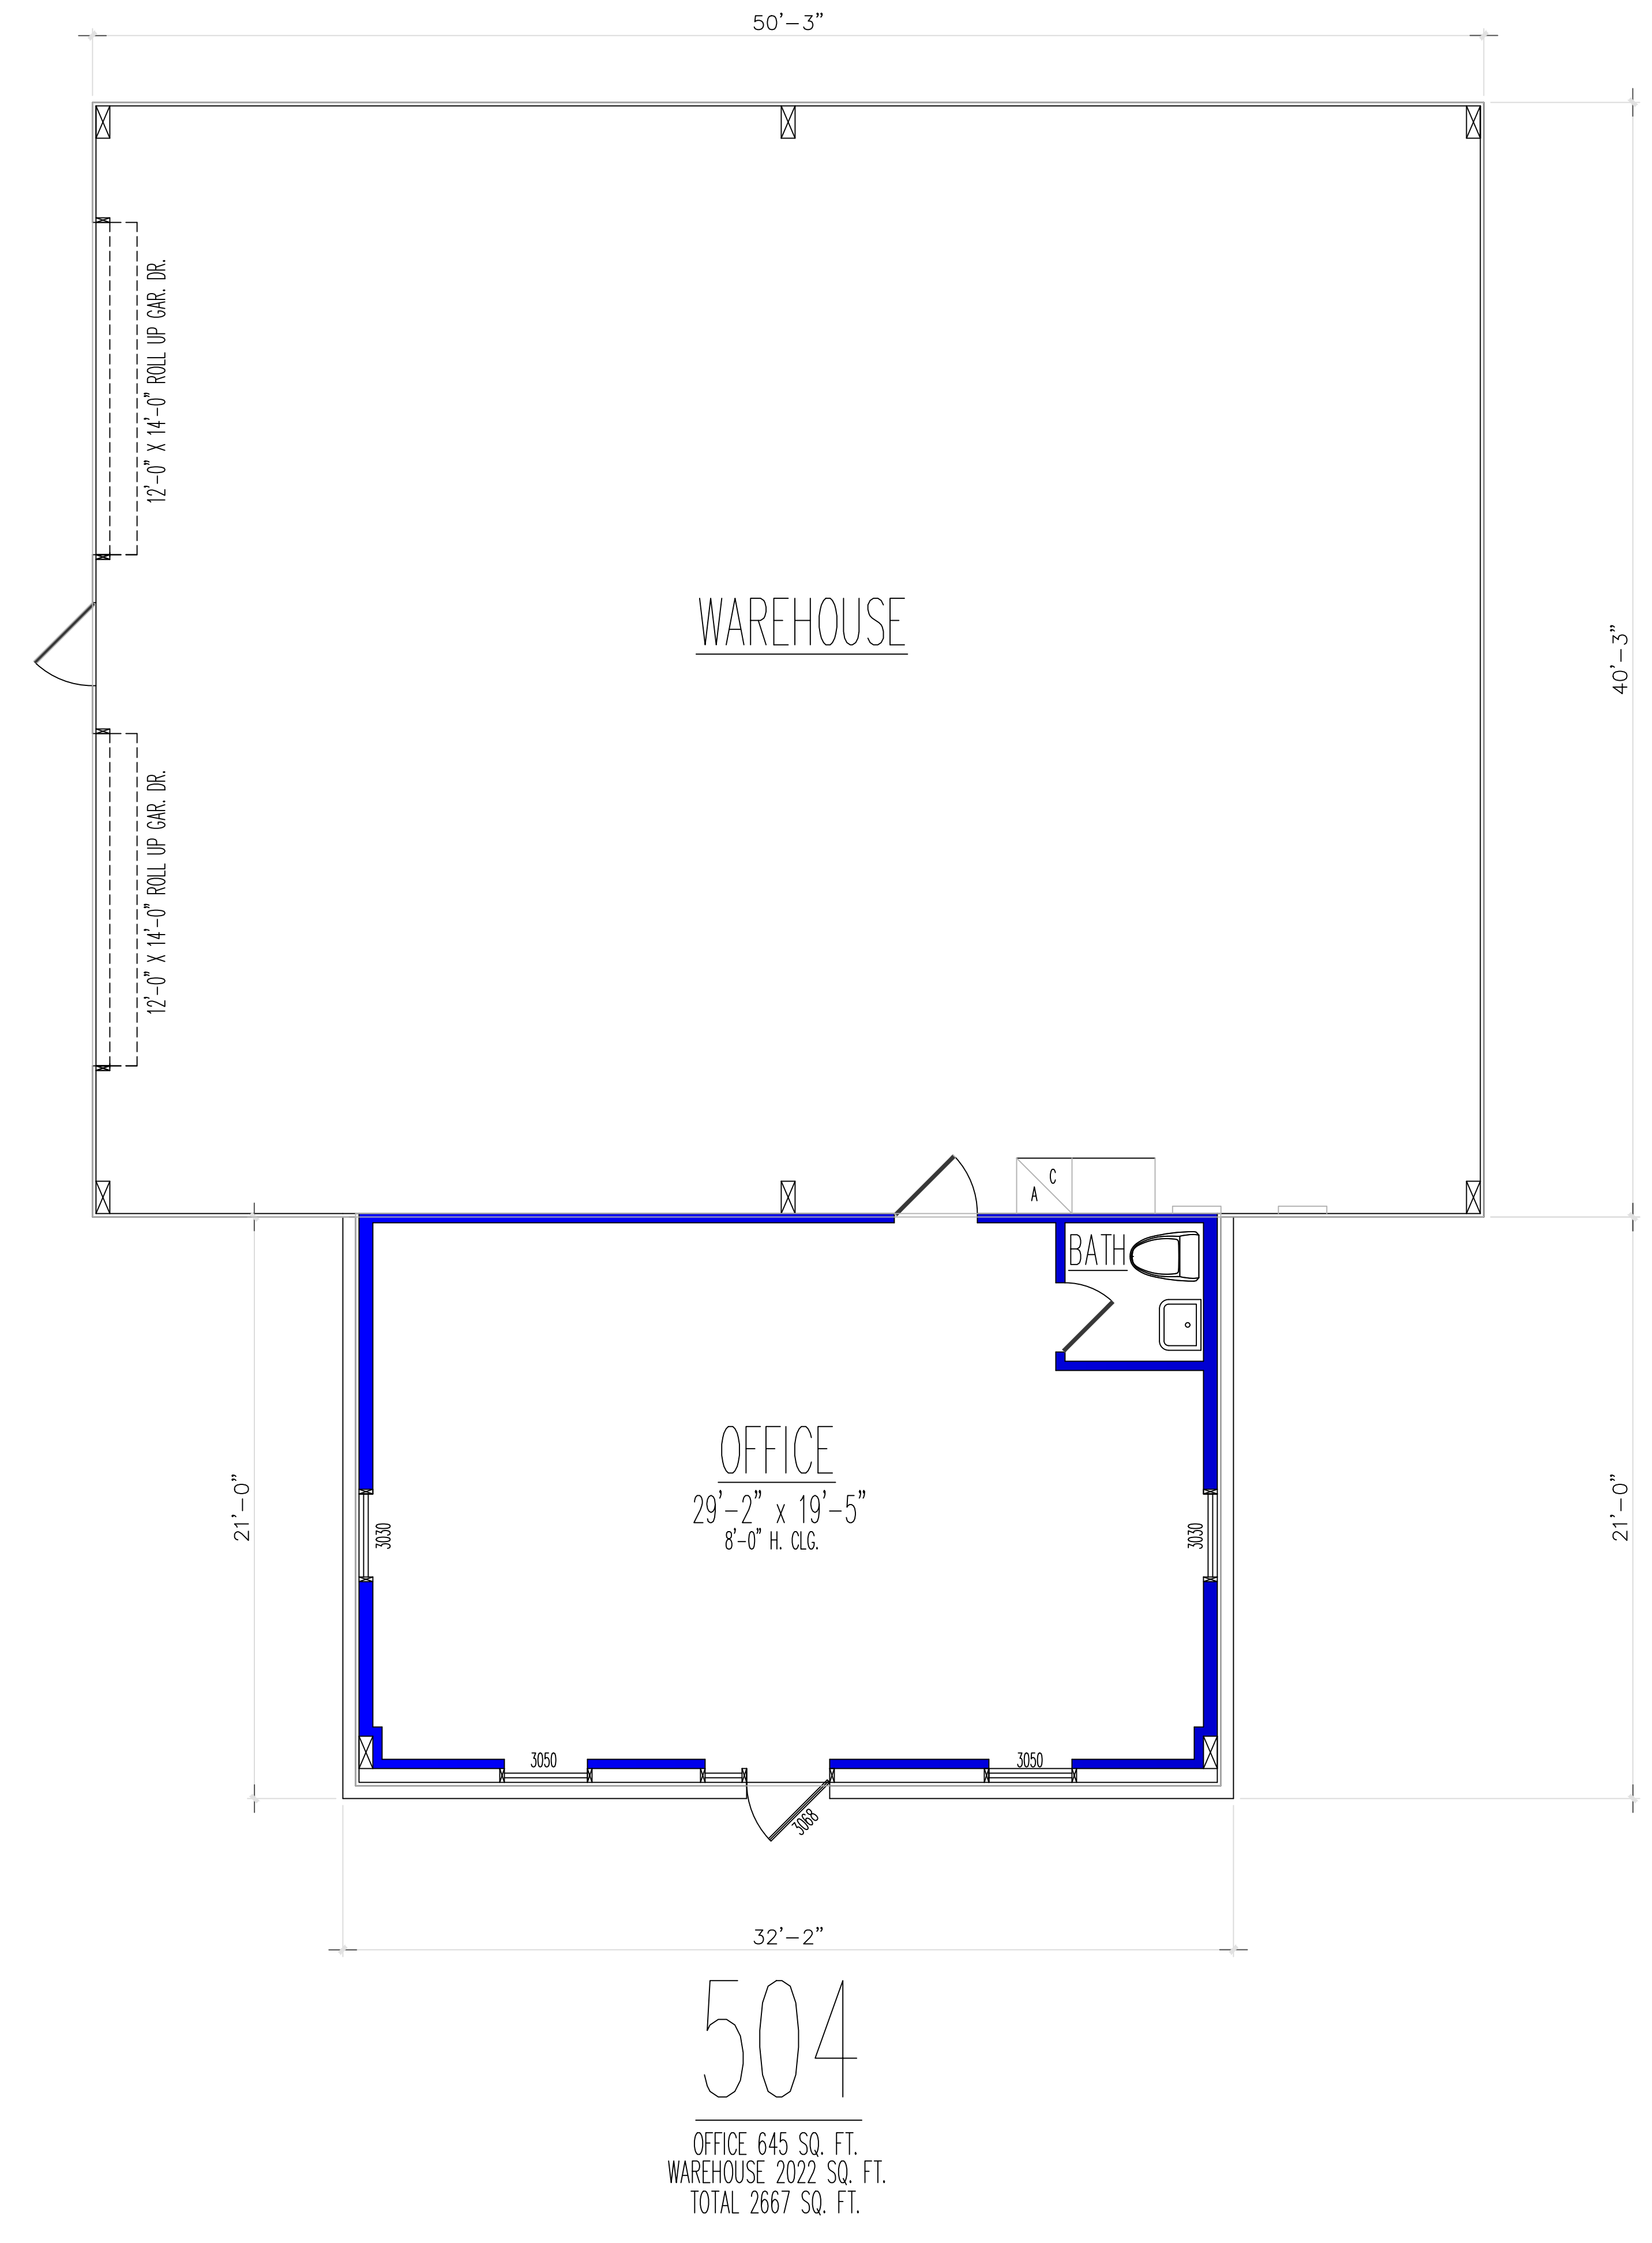 50'-3"
12'-0" X 14'-0" ROLL UP GAR. DR.
WAREHOUSE
40'-3"
12'-0" X 14'-0" ROLL UP GAR. DR.
A C
BATH
OFFICE
29'-2" x 19'-5"
8'-0" H. CLG.
21'-0"
3030
3030
21'-0"
3050
3050
3068
32'-2"
504
OFFICE 645 SQ. FT.
WAREHOUSE 2022 SQ. FT.
TOTAL 2667 SQ. FT.